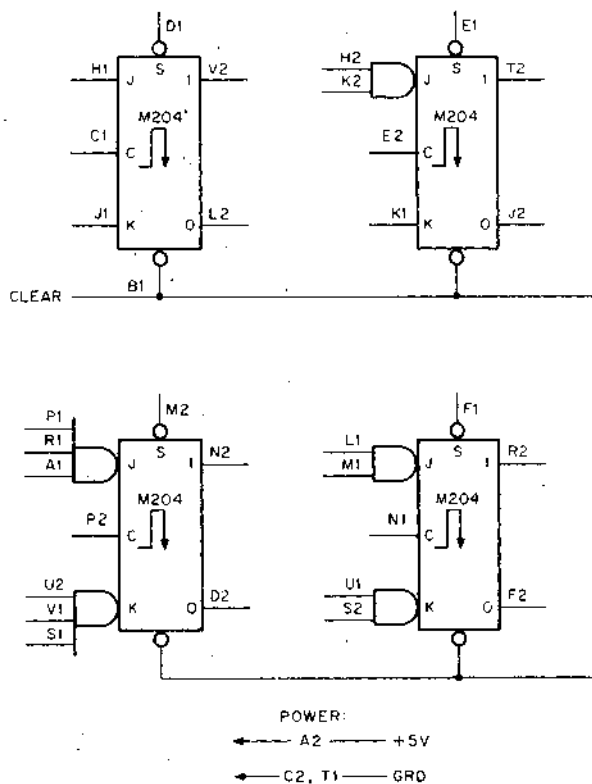 D1 E1
H1 J S 1 V2 H2 K2 J S 1 T2
M204 M204
C1 C E2 C
J1 K 0 L2 K1 K 0 J2
CLEAR B1
M2 F1
P1 R1 A1 J S 1 N2 L1 M1 J S 1 R2
M204 M204
P2 C N1 C
U2 V1 S1 K 0 D2 U1 S2 K 0 F2
POWER:
A2 +5V
C2, T1 GRD